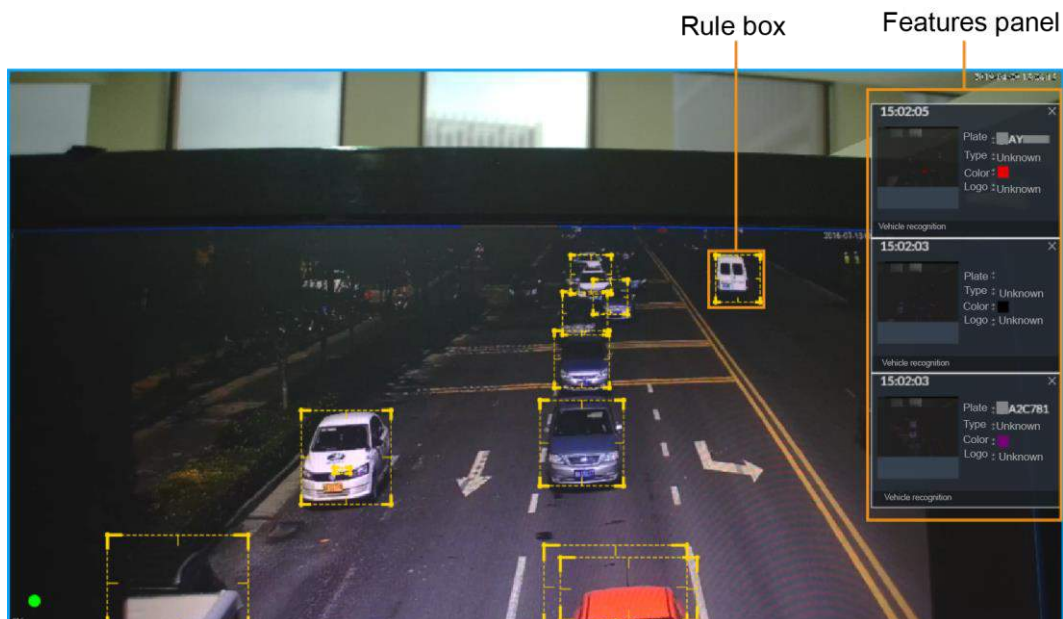 Rule box
Features panel
15:02:05
Plate : AY
Type : Unknown
Color :
Logo : Unknown
Vehicle recognition
15:02:03
Plate :
Type : Unknown
Color :
Logo : Unknown
Vehicle recognition
15:02:03
Plate : A2C781
Type : Unknown
Color :
Logo : Unknown
Vehicle recognition